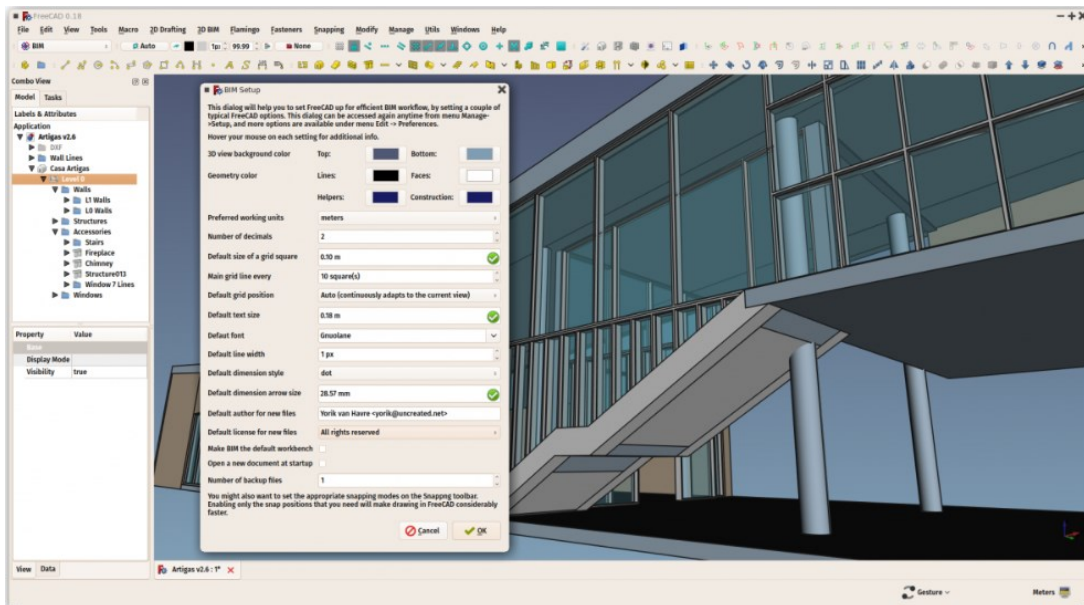 FreeCAD 0.18
File Edit View Tools Macro 2D Drafting 3D BIM Flamingo Fasteners Snapping Modify Manage Utils Windows Help
BIM Auto 1px 99.99 None
Combo View
Model Tasks
Labels & Attributes
Application
Artigas v2.6
DXF
Wall Lines
Casa Artigas
Level 0
Walls
L1 Walls
L0 Walls
Structures
Accessories
Stairs
Fireplace
Chimney
Structure013
Window 7 Lines
Windows
Property Value
Base
Display Mode
Visibility true
View Data
BIM Setup
This dialog will help you to set FreeCAD up for efficient BIM workflow, by setting a couple of
typical FreeCAD options. This dialog can be accessed again anytime from menu Manage-
>Setup, and more options are available under menu Edit -> Preferences.
Hover your mouse on each setting for additional info.
3D view background color Top: Bottom:
Geometry color Lines: Faces:
Helpers: Construction:
Preferred working units meters
Number of decimals 2
Default size of a grid square 0.10 m
Main grid line every 10 square(s)
Default grid position Auto (continuously adapts to the current view)
Default text size 0.18 m
Defaut font Gnuolane
Default line width 1 px
Default dimension style dot
Default dimension arrow size 28.57 mm
Default author for new files Yorik van Havre <yorik@uncreated.net>
Default license for new files All rights reserved
Make BIM the default workbench
Open a new document at startup
Number of backup files 1
You might also want to set the appropriate snapping modes on the Snappng toolbar.
Enabling only the snap positions that you need will make drawing in FreeCAD considerably
faster.
Cancel OK
Artigas v2.6 : 1*
Gesture Meters